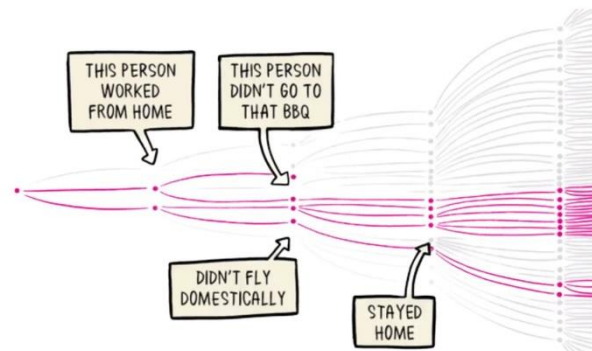 THIS PERSON
WORKED
FROM HOME
THIS PERSON
DIDN'T GO TO
THAT BBQ
DIDN'T FLY
DOMESTICALLY
STAYED
HOME